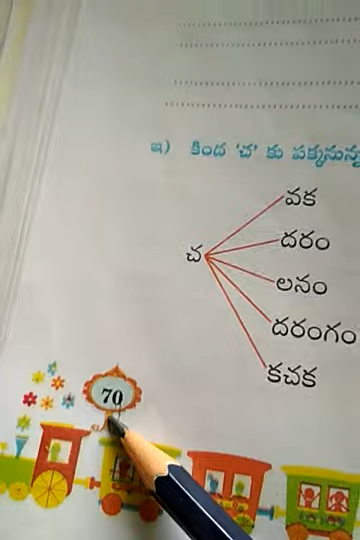 ఇ) కింద 'చ' కు పక్కనున్న
వక
దరం
చ
లనం
దరంగం
కచక
70